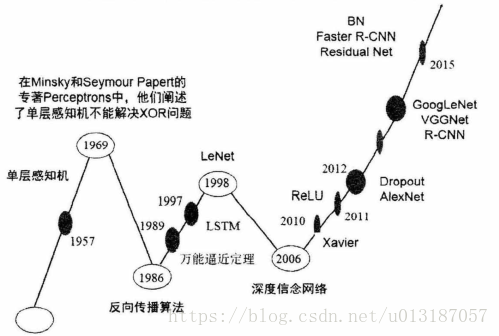 BN
Faster R-CNN
Residual Net
2015
在Minsky和Seymour Papert的
专著Perceptrons中，他们阐述
了单层感知机不能解决XOR问题
GoogLeNet
VGGNet
R-CNN
1969
LeNet
单层感知机
1997
1998
2012
Dropout
AlexNet
ReLU
1957
1989
LSTM
2010
2011
万能逼近定理
Xavier
1986
2006
反向传播算法
深度信念网络
https://blog.csdn.net/u013187057